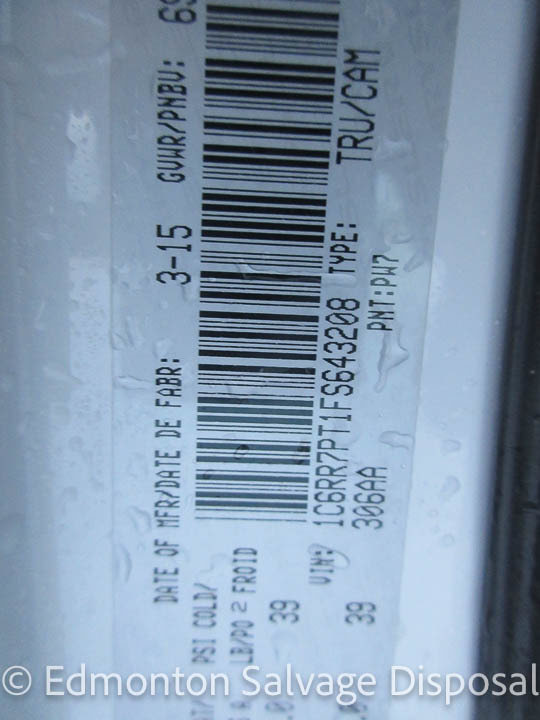 DATE OF MFR/DATE DE FABR: 3-15 GVWR/PNBV:
PSI COLD/
LB/PO 2 FROID
39
VIN: 1C6RR7PT1FS643208 TYPE: TRU/CAM
306AA PNT:PW7
39
© Edmonton Salvage Disposal